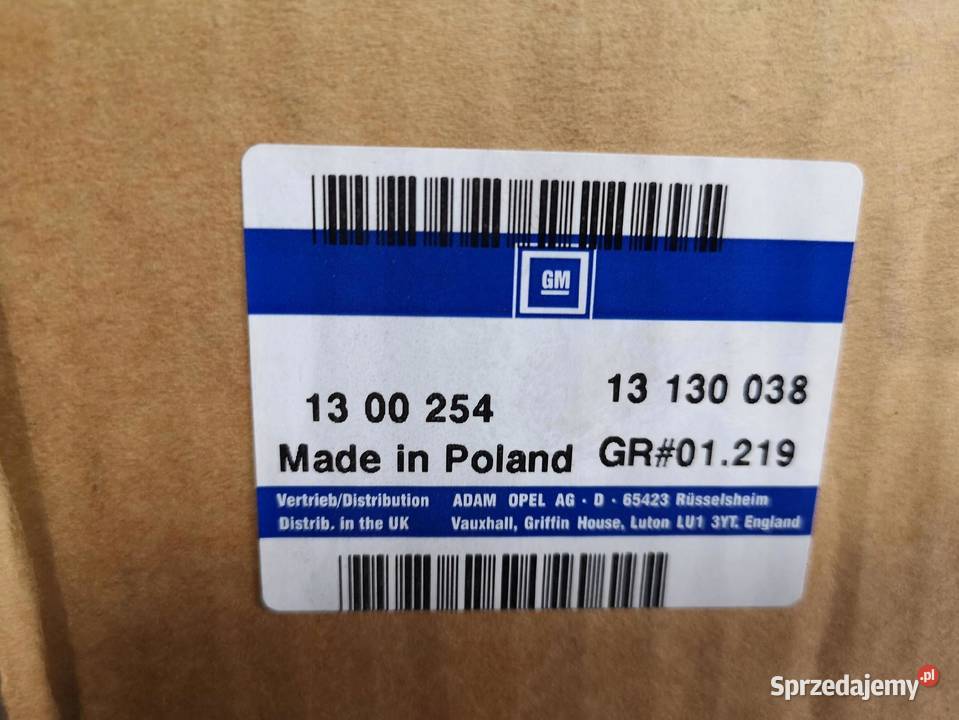 GM
13 00 254
13 130 038
Made in Poland
GR#01.219
Vertrieb/Distribution ADAM OPEL AG · D · 65423 Rüsselsheim
Distrib. in the UK Vauxhall, Griffin House, Luton LU1 3YT. England
Sprzedajemy.pl